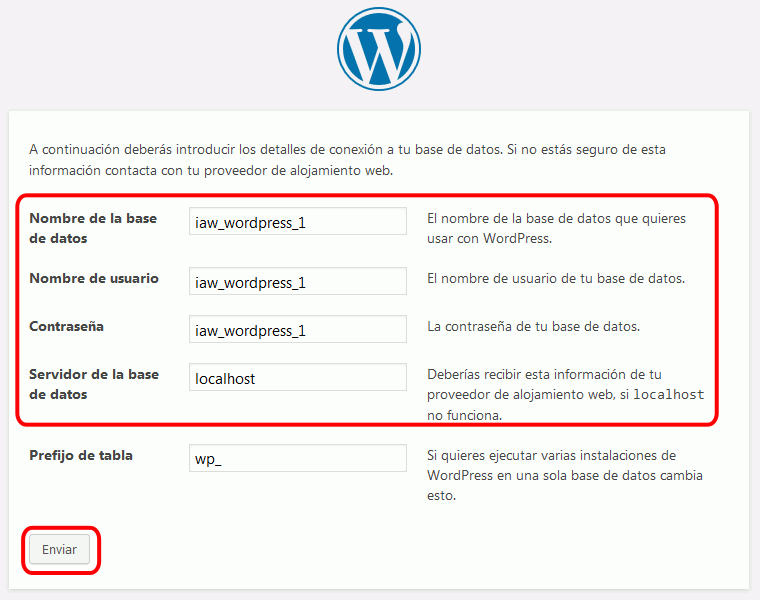 A continuación deberás introducir los detalles de conexión a tu base de datos. Si no estás seguro de esta
información contacta con tu proveedor de alojamiento web.
Nombre de la base
de datos
iaw_wordpress_1
El nombre de la base de datos que quieres
usar con WordPress.
Nombre de usuario
iaw_wordpress_1
El nombre de usuario de tu base de datos.
Contraseña
iaw_wordpress_1
La contraseña de tu base de datos.
Servidor de la base
de datos
localhost
Deberías recibir esta información de tu
proveedor de alojamiento web, si localhost
no funciona.
Prefijo de tabla
wp_
Si quieres ejecutar varias instalaciones de
WordPress en una sola base de datos cambia
esto.
Enviar